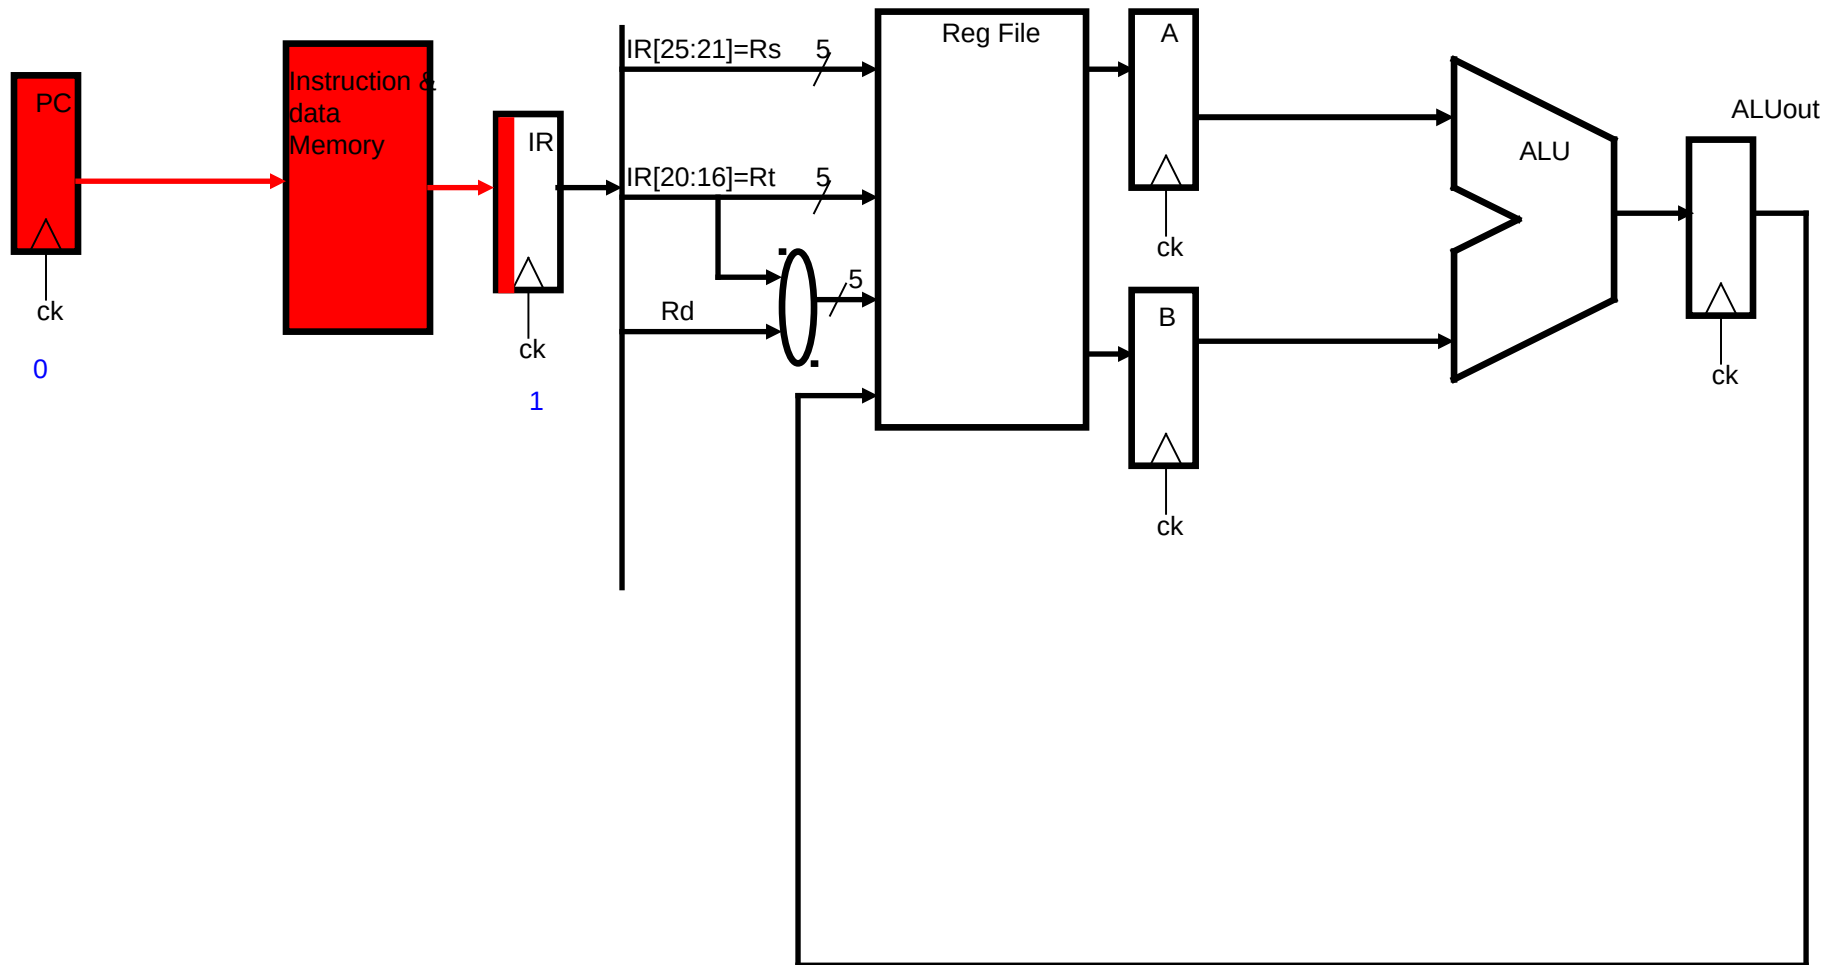 PC
ck
0
Instruction &
data
Memory
IR
ck
1
IR[25:21]=Rs
5
IR[20:16]=Rt
5
Rd
5
Reg File
A
ck
B
ck
ALU
ALUout
ck